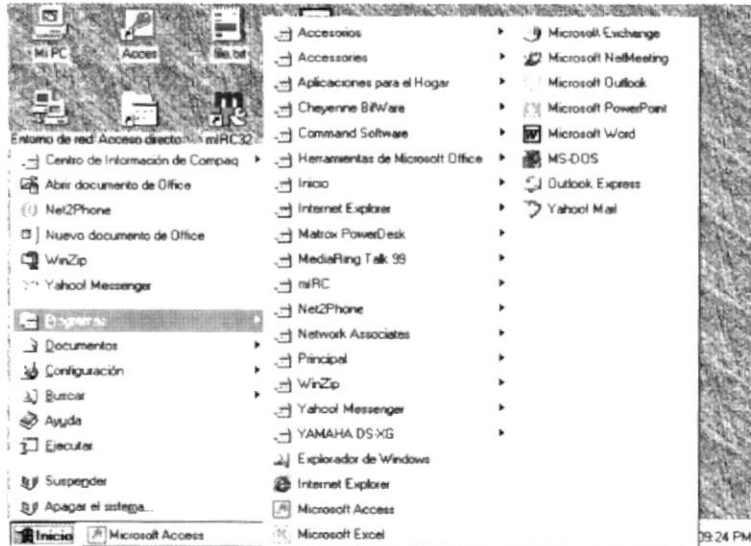 Mi PC
Acces
file.txt
Entorno de red
Acceso directo
mIRC32
Centro de Información de Compaq
Abrir documento de Office
Net2Phone
Nuevo documento de Office
WinZip
Yahool Messenger
Programas
Documentos
Configuración
Buscar
Ayuda
Ejecutar
Suspender
Apagar el sistema...
Inicio
Microsoft Access
Accesorios
Accessories
Aplicaciones para el Hogar
Cheyenne BitWare
Command Software
Herramientas de Microsoft Office
Inicio
Internet Explorer
Matrox PowerDesk
MediaRing Talk 99
mIRC
Net2Phone
Network Associates
Principal
WinZip
Yahool Messenger
YAMAHA DS-XG
Explorador de Windows
Internet Explorer
Microsoft Access
Microsoft Excel
Microsoft Exchange
Microsoft NetMeeting
Microsoft Outlook
Microsoft PowerPoint
Microsoft Word
MS-DOS
Outlook Express
Yahool Mail
09:24 PM